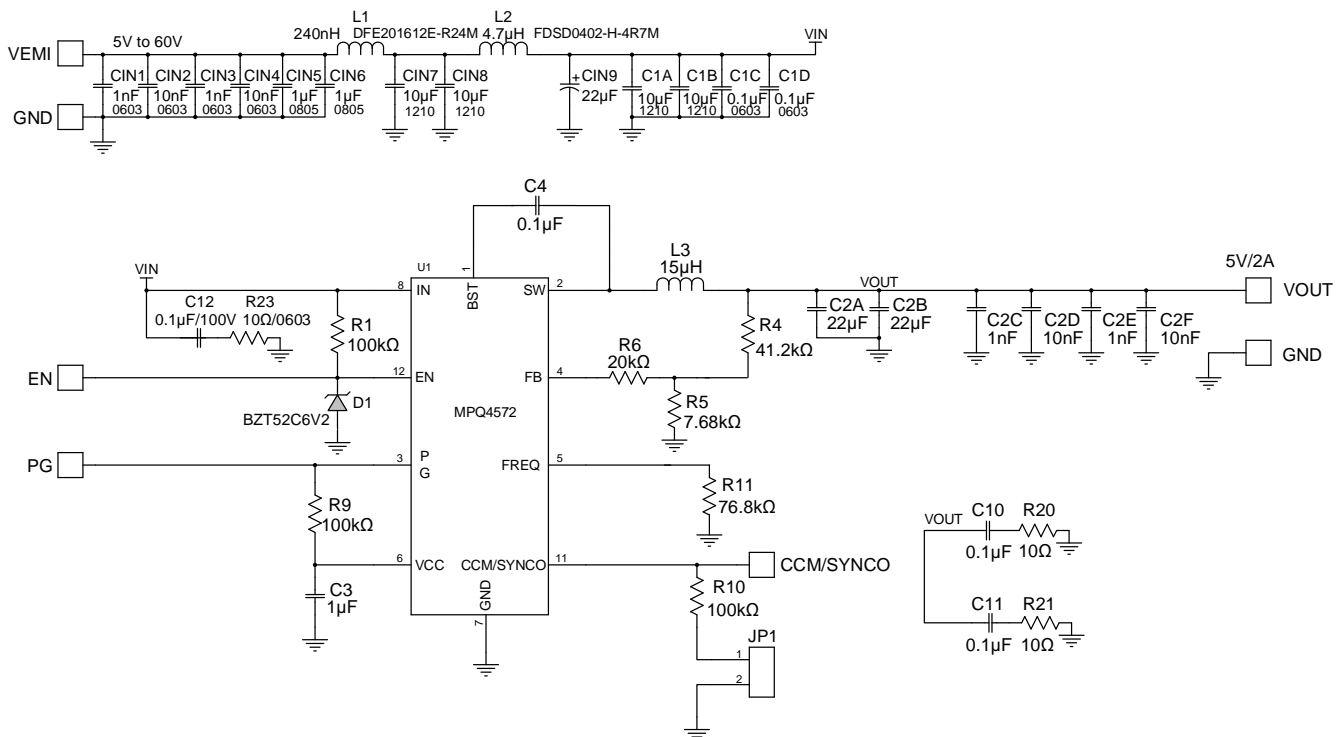 L1
L2
240nH DFE201612E-R24M 4.7µH FDSD0402-H-4R7M
VIN
VEMI
5V to 60V
CIN1
1nF
0603
CIN2
10nF
0603
CIN3
1nF
0603
CIN4
10nF
0603
CIN5
1µF
0805
CIN6
1µF
0805
CIN7
10µF
1210
CIN8
10µF
1210
+
CIN9
22µF
C1A
10µF
1210
C1B
10µF
1210
C1C
0.1µF
0603
C1D
0.1µF
0603
GND
C4
0.1µF
L3
15µH
5V/2A
VIN
U1
1
8
IN
BST
SW
2
VOUT
VOUT
C12
0.1µF/100V
R23
10Ω/0603
R1
100kΩ
R4
41.2kΩ
C2A
22µF
C2B
22µF
C2C
1nF
C2D
10nF
C2E
1nF
C2F
10nF
GND
EN
12
EN
FB
4
R6
20kΩ
D1
BZT52C6V2
MPQ4572
R5
7.68kΩ
PG
3
P
G
FREQ
5
R9
100kΩ
R11
76.8kΩ
VOUT
C10
0.1µF
R20
10Ω
6
VCC
CCM/SYNCO
11
CCM/SYNCO
C3
1µF
GND
7
R10
100kΩ
C11
0.1µF
R21
10Ω
JP1
1
2